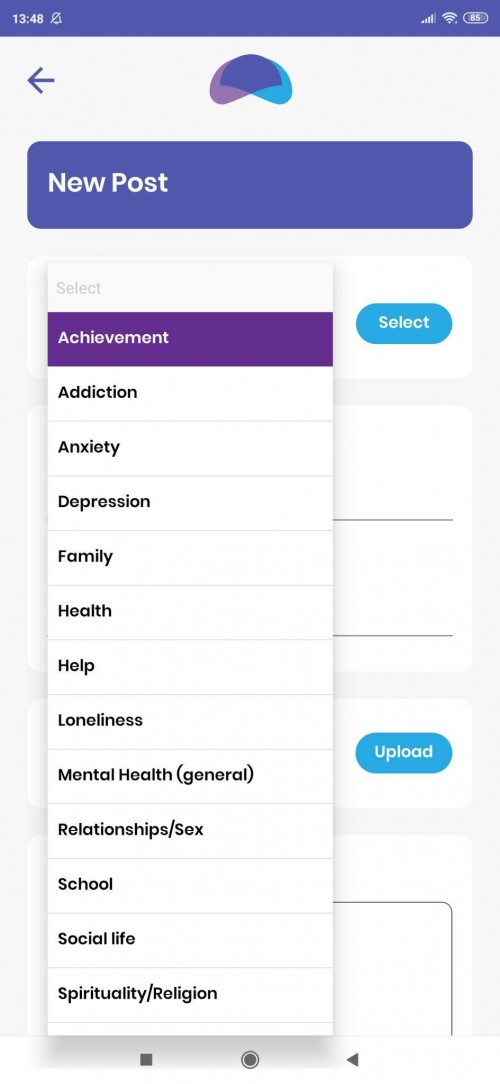 13:48
85
New Post
Select
Select
Achievement
Addiction
Anxiety
Depression
Family
Health
Help
Loneliness
Upload
Mental Health (general)
Relationships/Sex
School
Social life
Spirituality/Religion